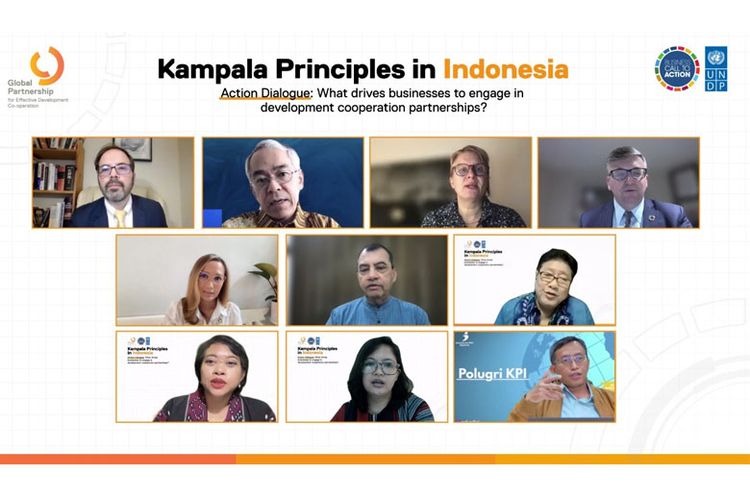 Global
Partnership
for Effective Development
Co-operation
Kampala Principles in Indonesia
Action Dialogue: What drives businesses to engage in
development cooperation partnerships?
BUSINESS
CALL TO
ACTION
U N
D P
Kampala Principles
in Indonesia
Kampala Principles
in Indonesia
Kampala Principles
in Indonesia
Polugri KPI